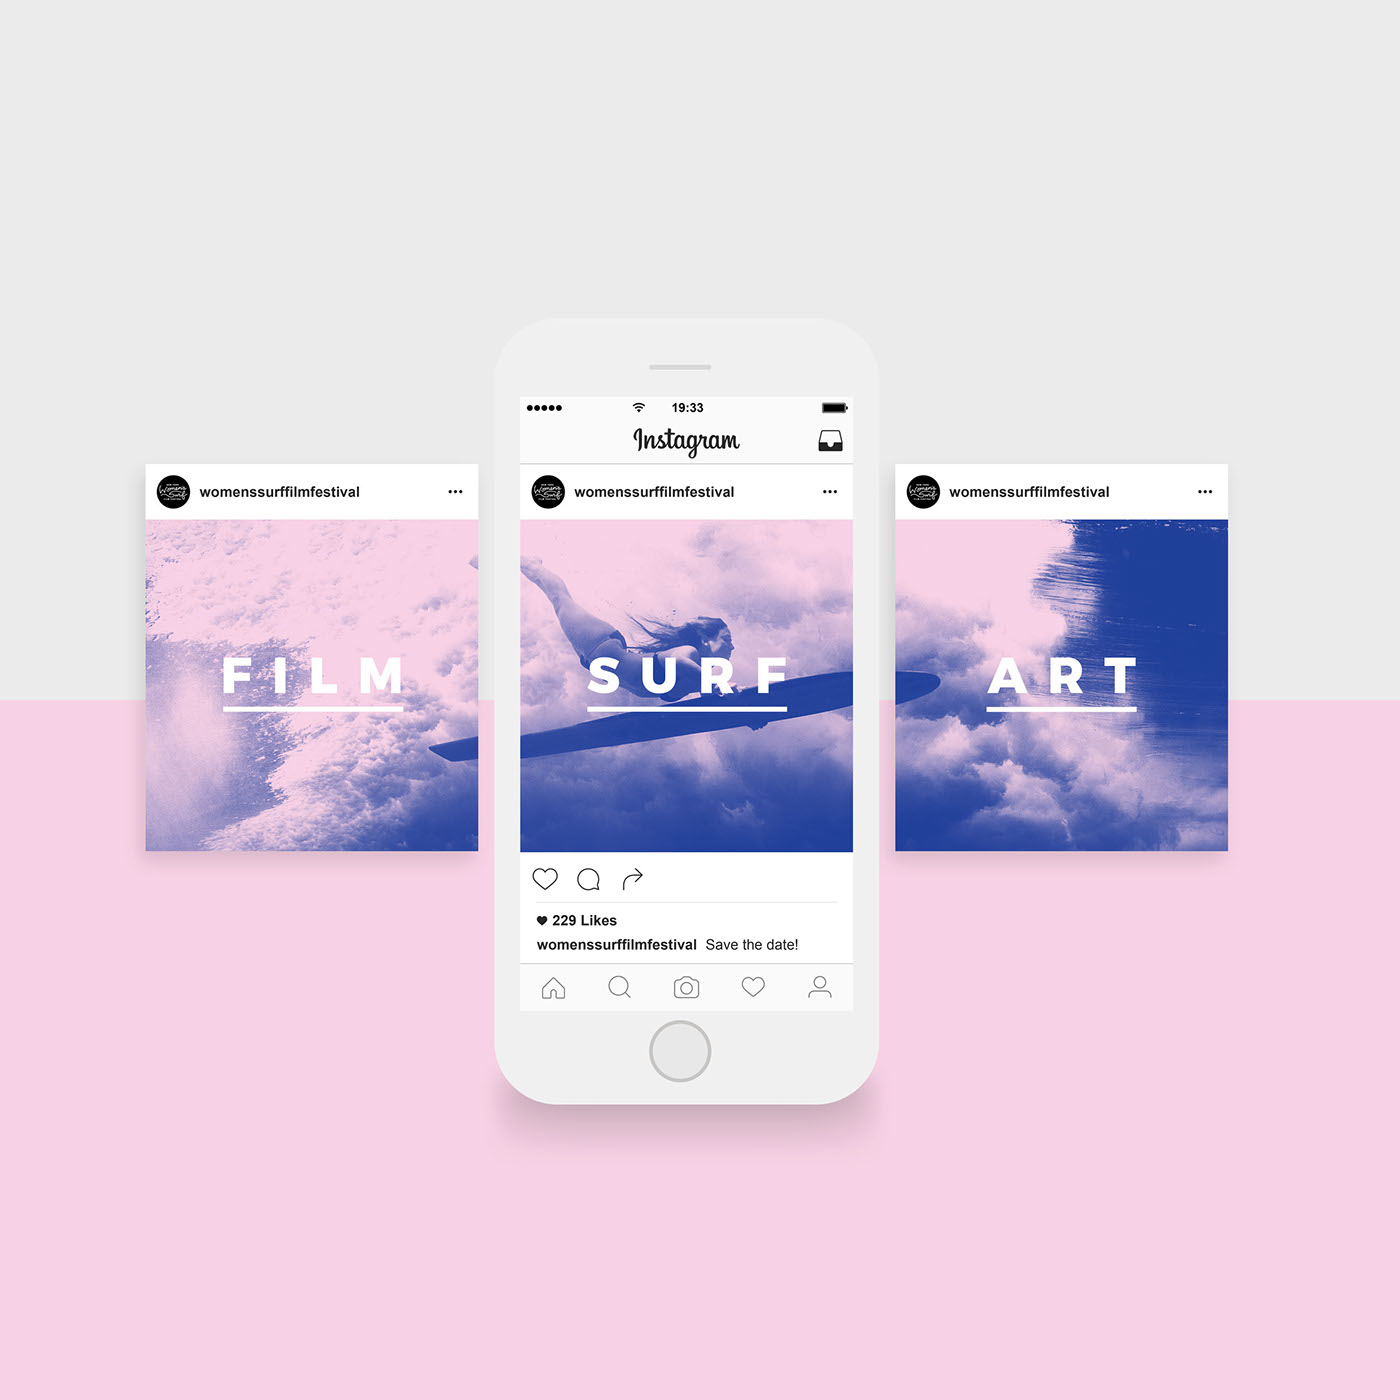 19:33
Instagram
womenssurffilmfestival
womenssurffilmfestival
womenssurffilmfestival
FILM
SURF
ART
229 Likes
womenssurffilmfestival Save the date!